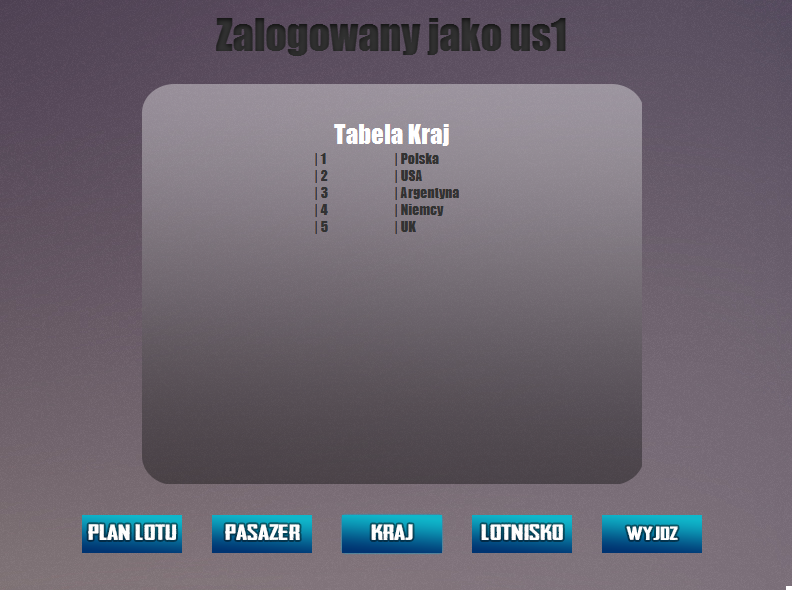 Zalogowany jako us1
Tabela Kraj
| 1 | Polska
| 2 | USA
| 3 | Argentyna
| 4 | Niemcy
| 5 | UK
PLAN LOTU PASAZER KRAJ LOTNISKO WYJDZ